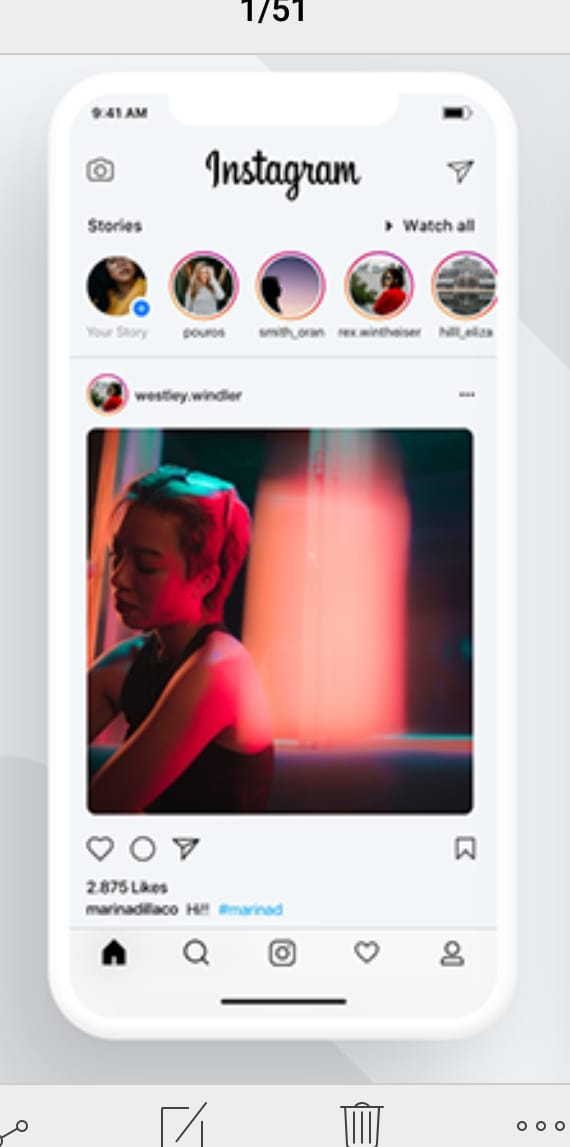 1/51
9:41 AM
Instagram
Stories
Watch all
Your Story
pouros
smith_oran
rex.wintheiser
hilll_eliza
westley.windler
2.875 Likes
marinadillaco Hi!! #marinad